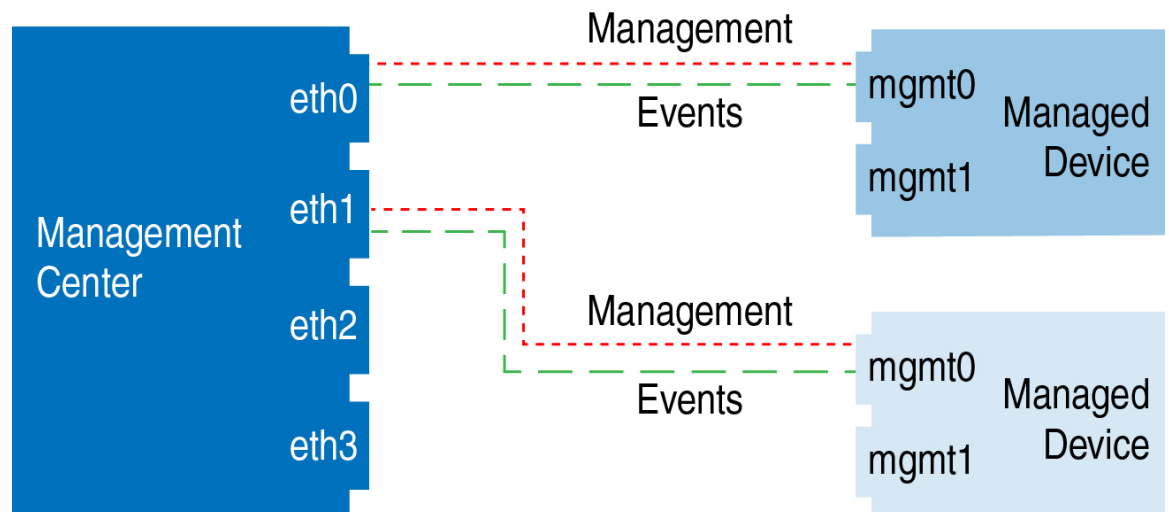 Management
eth0
mgmt0
Events
Managed
Device
mgmt1
eth1
Management
Center
eth2
Management
mgmt0
Events
Managed
Device
eth3
mgmt1